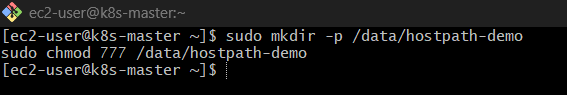 ec2-user@k8s-master:~
[ec2-user@k8s-master ~]$ sudo mkdir -p /data/hostpath-demo
sudo chmod 777 /data/hostpath-demo
[ec2-user@k8s-master ~]$